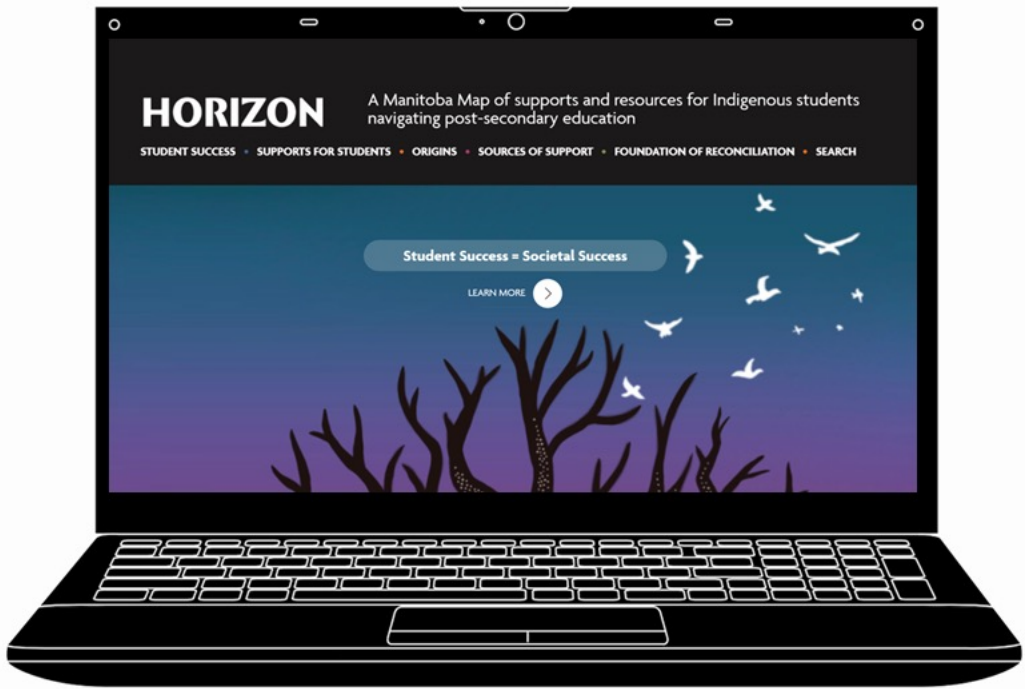 HORIZON
A Manitoba Map of supports and resources for Indigenous students
navigating post-secondary education
STUDENT SUCCESS • SUPPORTS FOR STUDENTS • ORIGINS • SOURCES OF SUPPORT • FOUNDATION OF RECONCILIATION • SEARCH
Student Success = Societal Success
LEARN MORE